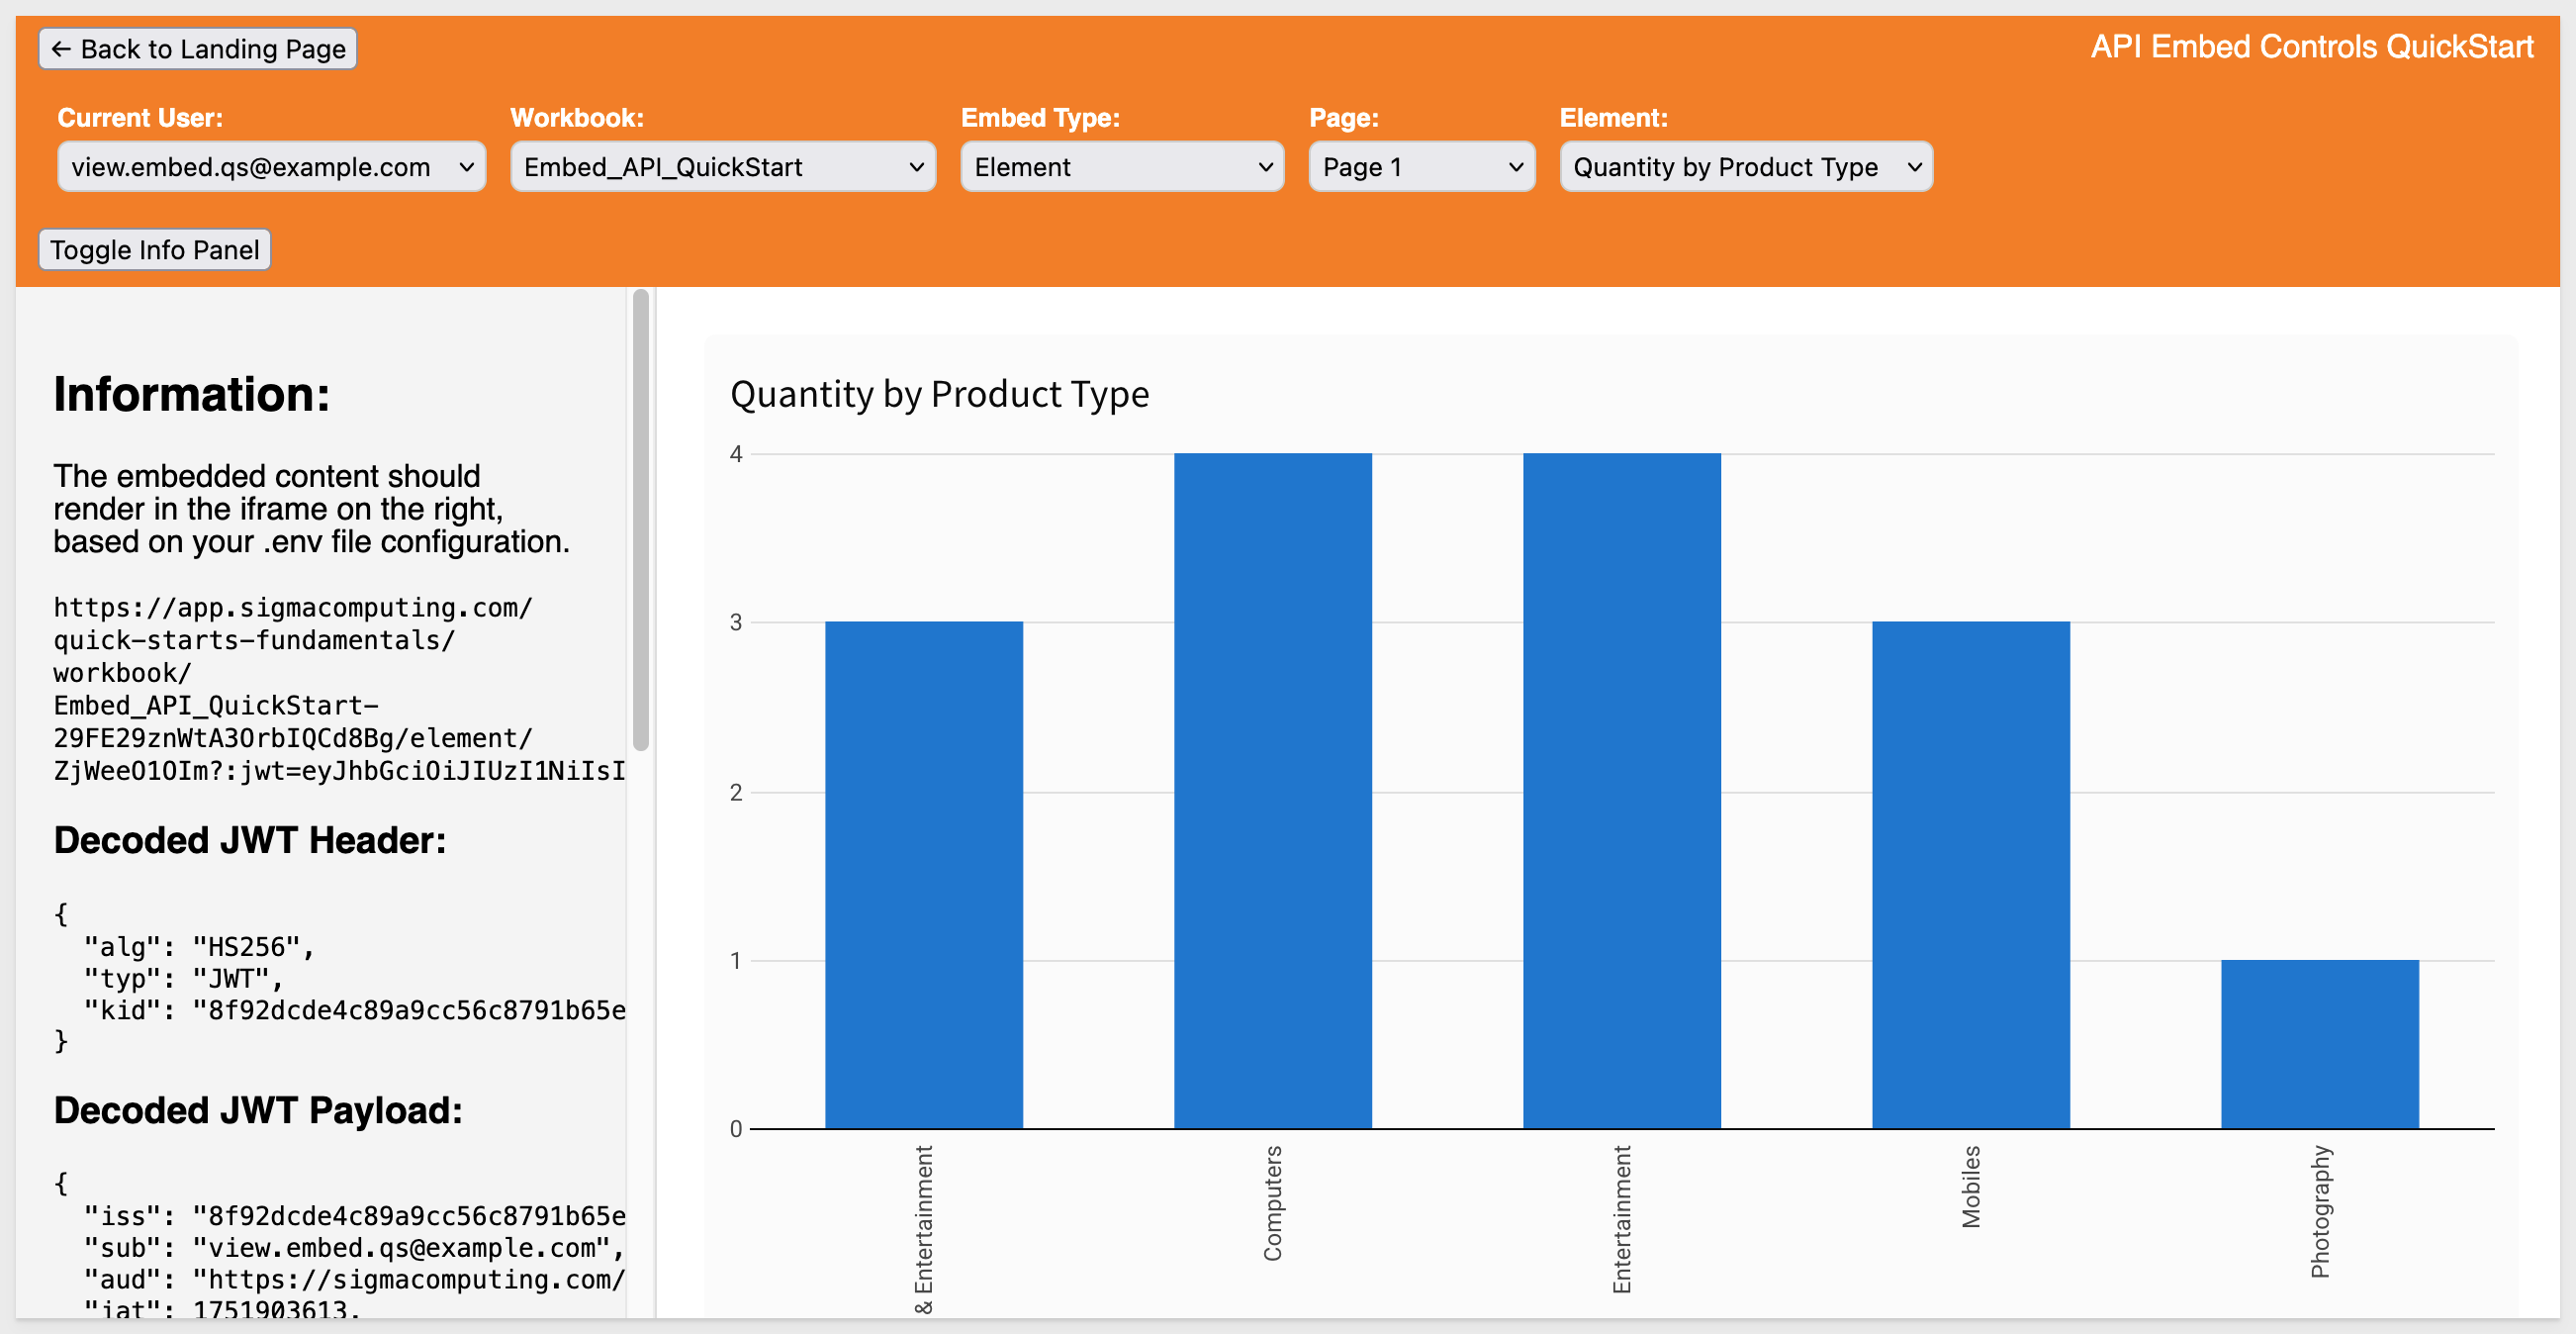 ← Back to Landing Page
API Embed Controls QuickStart
Current User:
Workbook:
Embed Type:
Page:
Element:
view.embed.qs@example.com
Embed_API_QuickStart
Element
Page 1
Quantity by Product Type
Toggle Info Panel
Information:
The embedded content should
render in the iframe on the right,
based on your .env file configuration.
https://app.sigmacomputing.com/
quick-starts-fundamentals/
workbook/
Embed_API_QuickStart-
29FE29znWtA3OrbIQCd8Bg/element/
ZjWeeO1OIm?:jwt=eyJhbGciOiJIUzI1NiIsI
Decoded JWT Header:
{
"alg": "HS256",
"typ": "JWT",
"kid": "8f92dcde4c89a9cc56c8791b65e
}
Decoded JWT Payload:
{
"iss": "8f92dcde4c89a9cc56c8791b65e
"sub": "view.embed.qs@example.com",
"aud": "https://sigmacomputing.com/
"iat": 1751903613,
Quantity by Product Type
4
3
2
1
0
& Entertainment
Computers
Entertainment
Mobiles
Photography